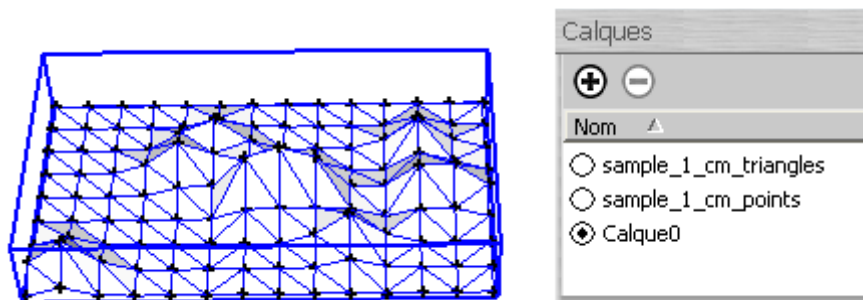 Calques
Nom
sample_1_cm_triangles
sample_1_cm_points
Calque0